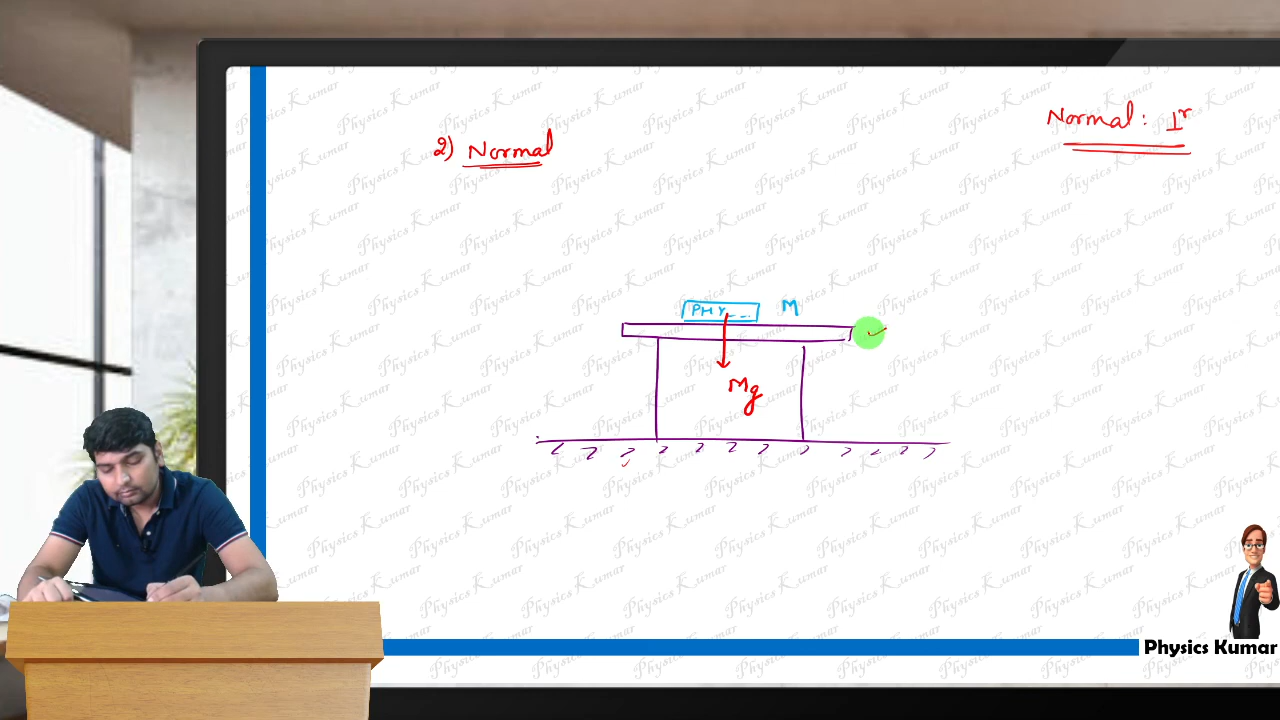 Normal: ⊥r
2) Normal
PHY...
M
Mg
Physics Kumar